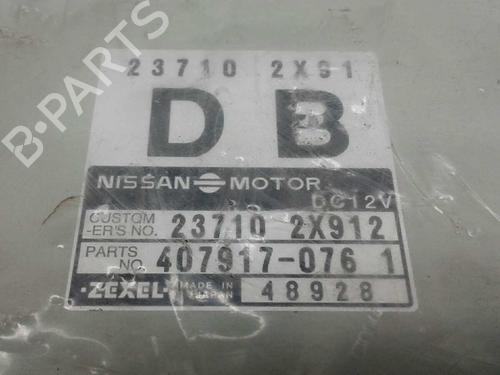 23710 2X91
D B
NISSAN MOTOR
DC12V
CUSTOM
-ER'S NO. 23710 2X912
PARTS
NO. 407917-076 1
·ZEXEL· MADE IN
JAPAN 48928
B-PARTS